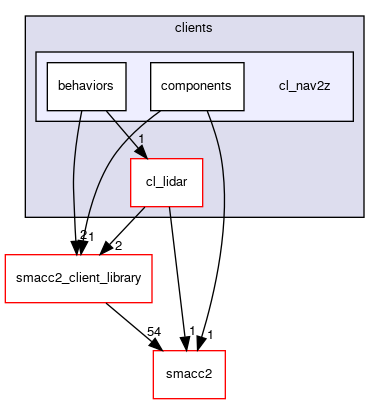 clients
behaviors
components
cl_nav2z
1
cl_lidar
2
1
2
smacc2_client_library
54
1
1
smacc2